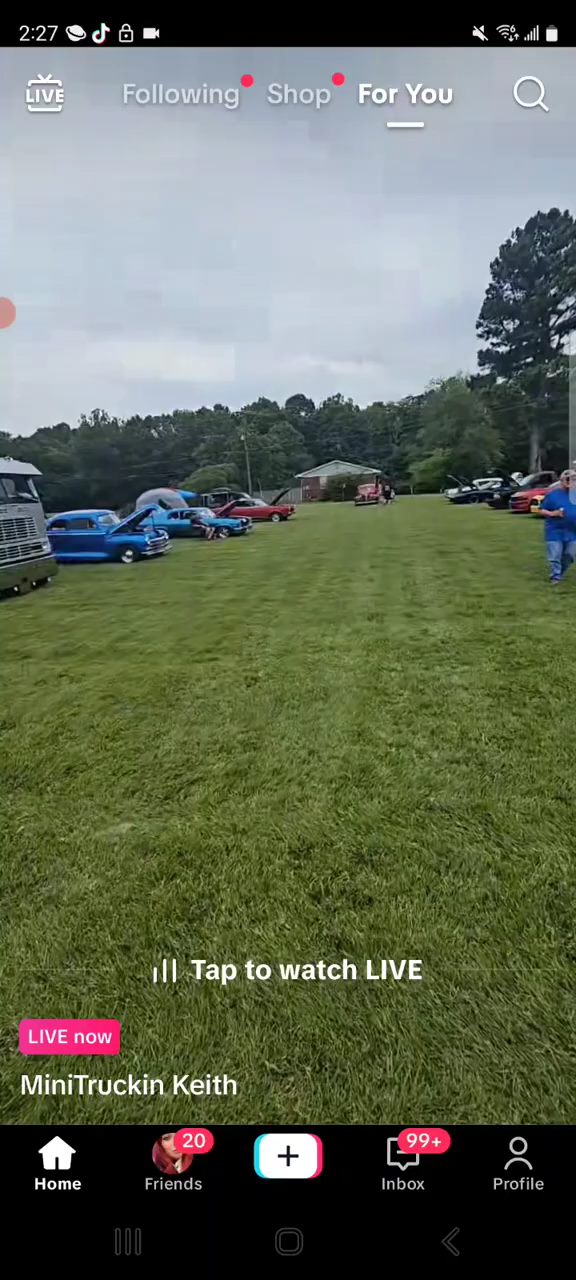 2:27
LIVE
Following
Shop
For You
Tap to watch LIVE
LIVE now
MiniTruckin Keith
20
99+
Home
Friends
Inbox
Profile